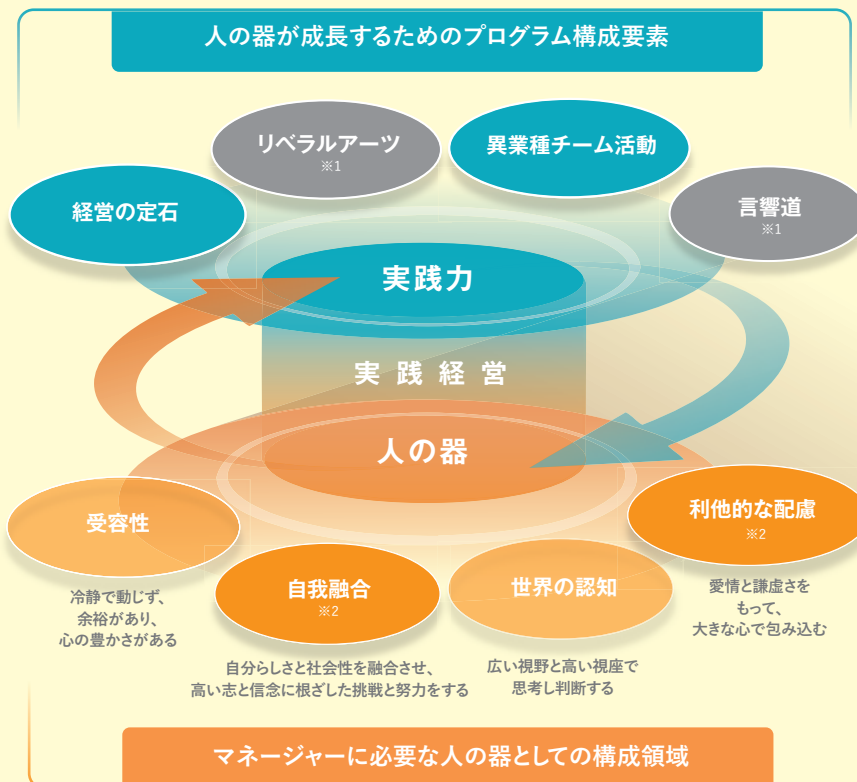 人の器が成長するためのプログラム構成要素
リベラルアーツ
※1
異業種チーム活動
経営の定石
言響道
※1
実践力
実践経営
人の器
受容性
冷静で動じず、
余裕があり、
心の豊かさがある
自我融合
※2
自分らしさと社会性を融合させ、
高い志と信念に根ざした挑戦と努力をする
世界の認知
広い視野と高い視座で
思考し判断する
利他的な配慮
※2
愛情と謙虚さを
もって、
大きな心で包み込む
マネージャーに必要な人の器としての構成領域